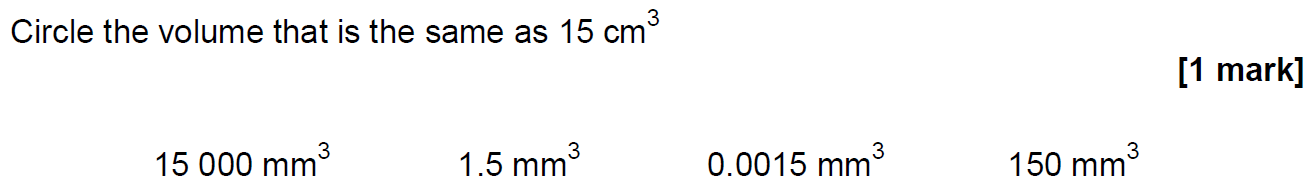 Circle the volume that is the same as 15 cm³
[1 mark]
15 000 mm³ 1.5 mm³ 0.0015 mm³ 150 mm³